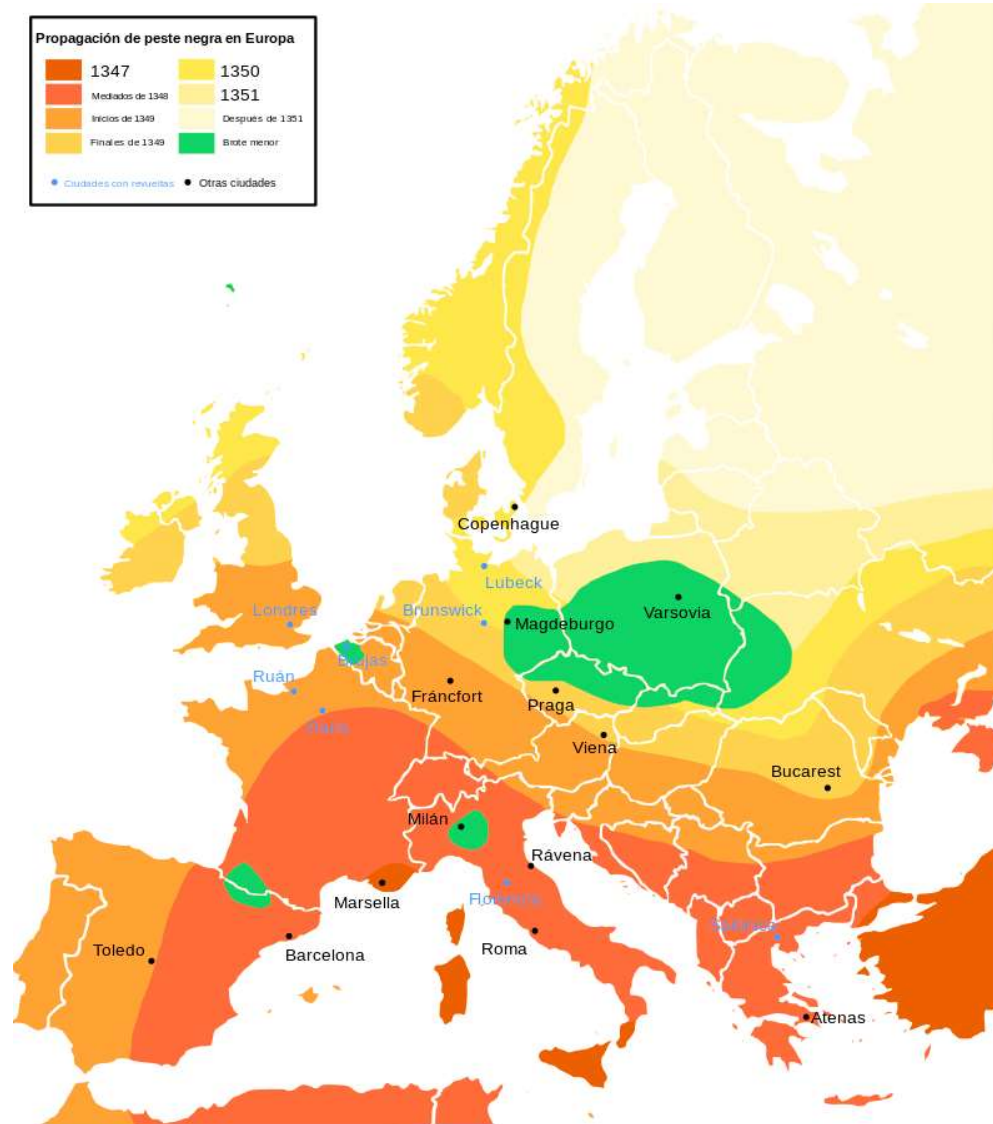 Propagación de peste negra en Europa
1347
1350
Mediados de 1348
1351
Inicios de 1349
Después de 1351
Finales de 1349
Brote menor
Ciudades con revueltas
Otras ciudades
Copenhague
Lubeck
Londres
Brunswick
Magdeburgo
Varsovia
Brujas
Ruán
Fráncfort
Praga
París
Viena
Bucarest
Milán
Rávena
Marsella
Florencia
Toledo
Barcelona
Roma
Atenas